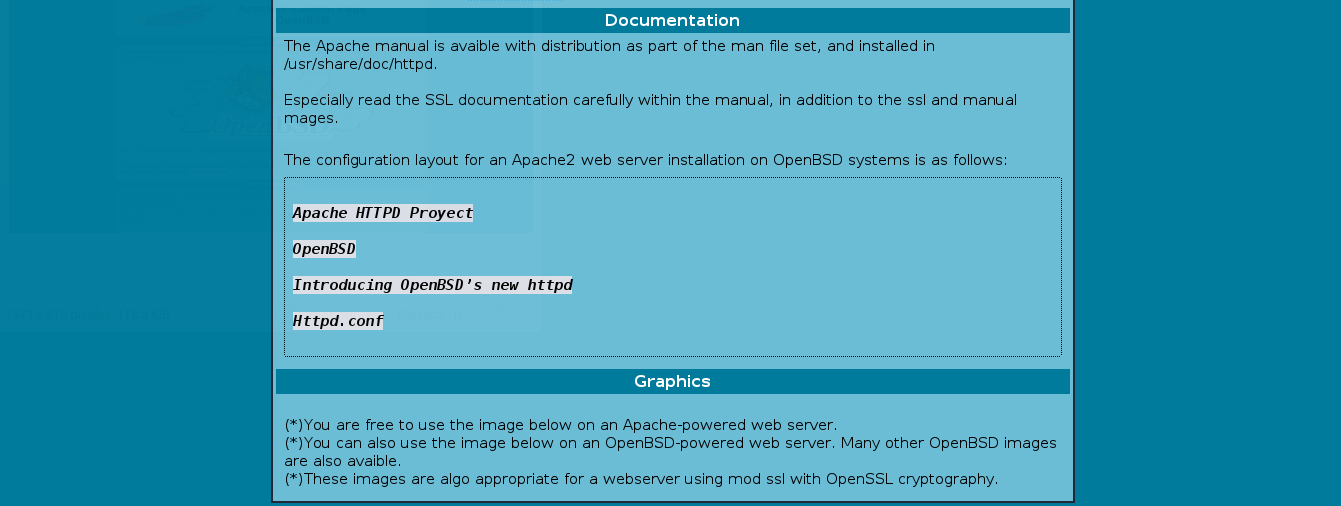 Documentation
The Apache manual is avaible with distribution as part of the man file set, and installed in
/usr/share/doc/httpd.
Especially read the SSL documentation carefully within the manual, in addition to the ssl and manual
mages.
The configuration layout for an Apache2 web server installation on OpenBSD systems is as follows:
Apache HTTPD Proyect
OpenBSD
Introducing OpenBSD's new httpd
Httpd.conf
Graphics
(*)You are free to use the image below on an Apache-powered web server.
(*)You can also use the image below on an OpenBSD-powered web server. Many other OpenBSD images
are also avaible.
(*)These images are algo appropriate for a webserver using mod ssl with OpenSSL cryptography.